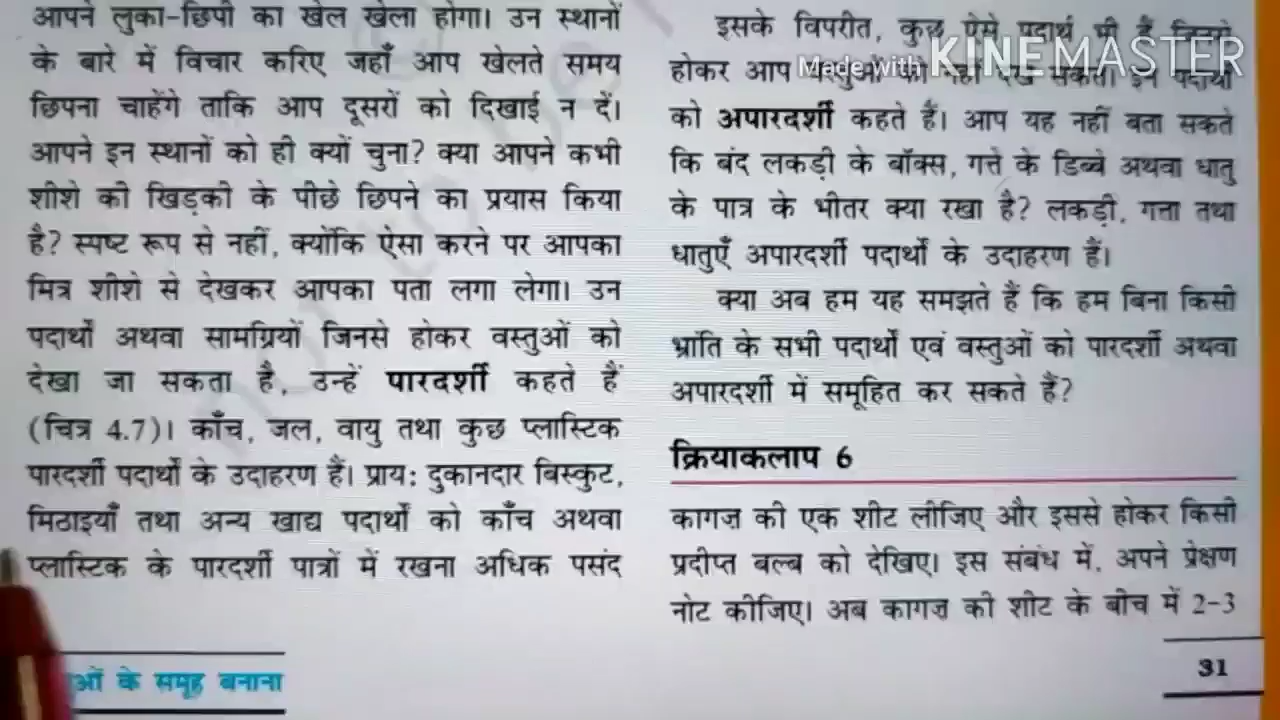 आपने लुका-छिपी का खेल खेला होगा। उन स्थानों
के बारे में विचार करिए जहाँ आप खेलते समय
छिपना चाहेंगे ताकि आप दूसरों को दिखाई न दें।
आपने इन स्थानों को ही क्यों चुना? क्या आपने कभी
शीशे की खिड़की के पीछे छिपने का प्रयास किया
है? स्पष्ट रूप से नहीं, क्योंकि ऐसा करने पर आपका
मित्र शीशे से देखकर आपका पता लगा लेगा। उन
पदार्थों अथवा सामग्रियों जिनसे होकर वस्तुओं को
देखा जा सकता है, उन्हें पारदर्शी कहते हैं
(चित्र 4.7)। काँच, जल, वायु तथा कुछ प्लास्टिक
पारदर्शी पदार्थों के उदाहरण हैं। प्राय: दुकानदार बिस्कुट,
मिठाइयाँ तथा अन्य खाद्य पदार्थों को काँच अथवा
प्लास्टिक के पारदर्शी पात्रों में रखना अधिक पसंद
ओं के समूह बनाना
इसके विपरीत, कुछ ऐसे पदार्थ भी हैं जिनसे
होकर आप वस्तुओं को नहीं देख सकते। इन पदार्थों
को अपारदर्शी कहते हैं। आप यह नहीं बता सकते
कि बंद लकड़ी के बॉक्स, गत्ते के डिब्बे अथवा धातु
के पात्र के भीतर क्या रखा है? लकड़ी, गत्ता तथा
धातुएँ अपारदर्शी पदार्थों के उदाहरण हैं।
क्या अब हम यह समझते हैं कि हम बिना किसी
भ्रांति के सभी पदार्थों एवं वस्तुओं को पारदर्शी अथवा
अपारदर्शी में समूहित कर सकते हैं?
क्रियाकलाप 6
कागज़ की एक शीट लीजिए और इससे होकर किसी
प्रदीप्त बल्ब को देखिए। इस संबंध में, अपने प्रेक्षण
नोट कीजिए। अब कागज़ की शीट के बीच में 2-3
31
Made with KINEMASTER